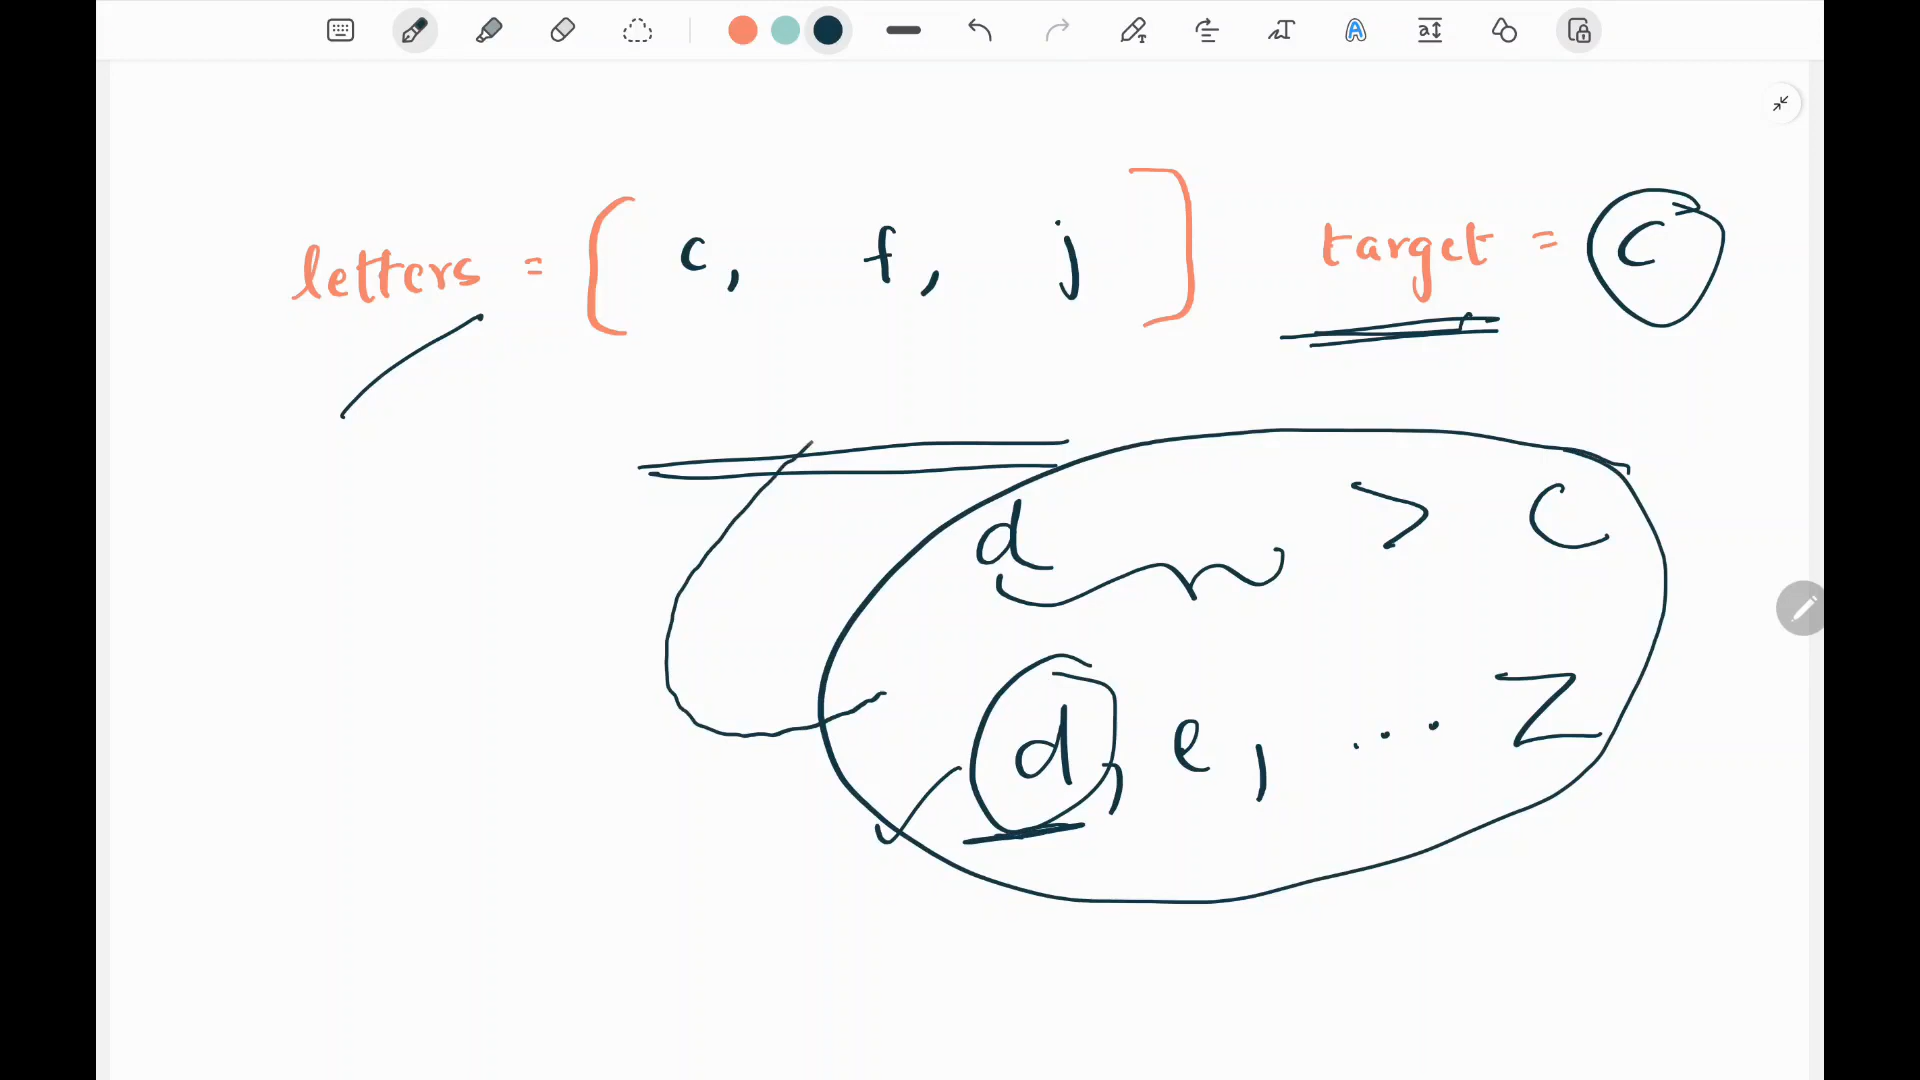 letters = [ c, f, j ] target = c
d > c
d, e, ... z